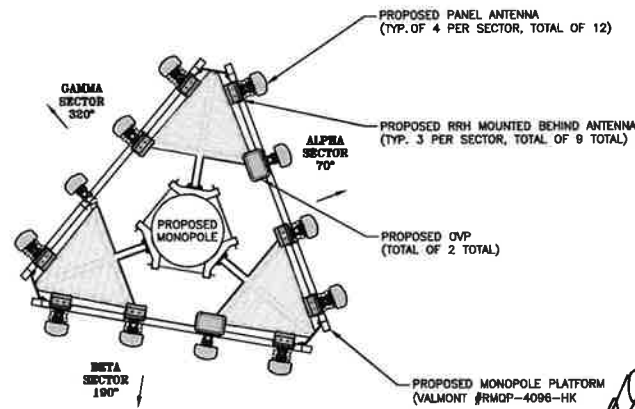 PROPOSED PANEL ANTENNA
(TYP. OF 4 PER SECTOR, TOTAL OF 12)
GAMMA
SECTOR
320°
PROPOSED RRH MOUNTED BEHIND ANTENNA
(TYP. 3 PER SECTOR, TOTAL OF 9 TOTAL)
ALPHA
SECTOR
70°
PROPOSED
MONOPOLE
PROPOSED OVP
(TOTAL OF 2 TOTAL)
BETA
SECTOR
190°
PROPOSED MONOPOLE PLATFORM
(VALMONT #RMQP-4096-HK